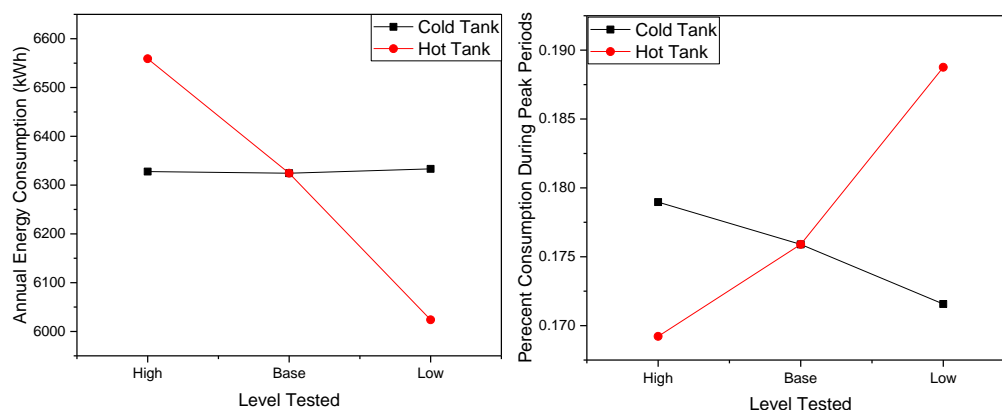 Annual Energy Consumption (kWh)
6600
6500
6400
6300
6200
6100
6000
High
Base
Low
Level Tested
Cold Tank
Hot Tank
Perecent Consumption During Peak Periods
0.190
0.185
0.180
0.175
0.170
High
Base
Low
Level Tested
Cold Tank
Hot Tank